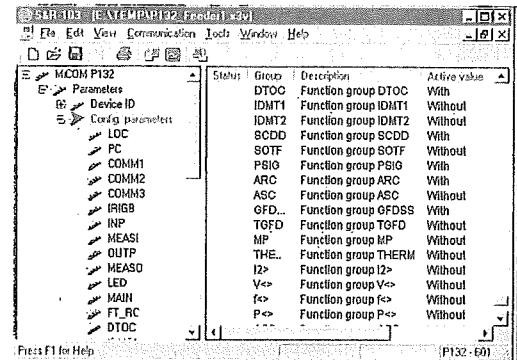 S&R-103 [E:\TEMP\P132_Feeder1.x3v]
File Edit View Communication Tools Window Help
MiCOM P132
Parameters
Device ID
Config. parameters
LOC
PC
COMM1
COMM2
COMM3
IRIGB
INP
MEASI
OUTP
MEASO
LED
MAIN
FT_RC
DTOC
Status Group Description Active value
DTOC Function group DTOC With
IDMT1 Function group IDMT1 Without
IDMT2 Function group IDMT2 Without
SCDD Function group SCDD With
SOTF Function group SOTF Without
PSIG Function group PSIG With
ARC Function group ARC With
ASC Function group ASC Without
GFD... Function group GFDSS With
TGFD Function group TGFD Without
MP Function group MP Without
THE... Function group THERM Without
I2> Function group I2> Without
V<> Function group V<> Without
f<> Function group f<> Without
P<> Function group P<> Without
Press F1 for Help
P132 - 601